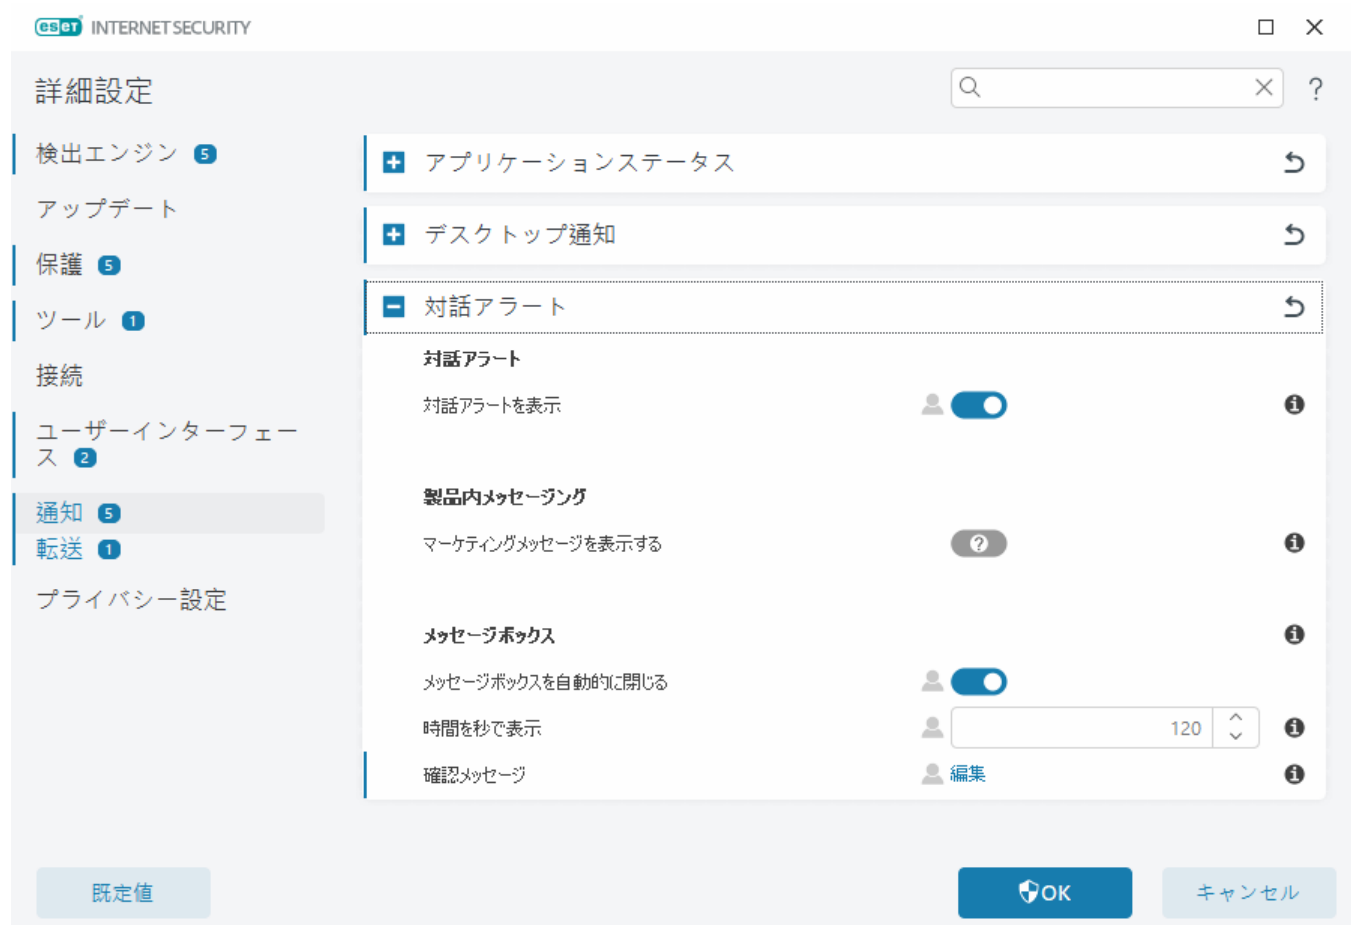 eset INTERNET SECURITY
詳細設定
?
検出エンジン 5
アップデート
保護 5
ツール 1
接続
ユーザーインターフェー
ス 2
通知 5
転送 1
プライバシー設定
アプリケーションステータス
デスクトップ通知
対話アラート
対話アラート
対話アラートを表示
製品内メッセージング
マーケティングメッセージを表示する ?
メッセージボックス
メッセージボックスを自動的に閉じる
時間を秒で表示 120
確認メッセージ 編集
既定値
OK
キャンセル